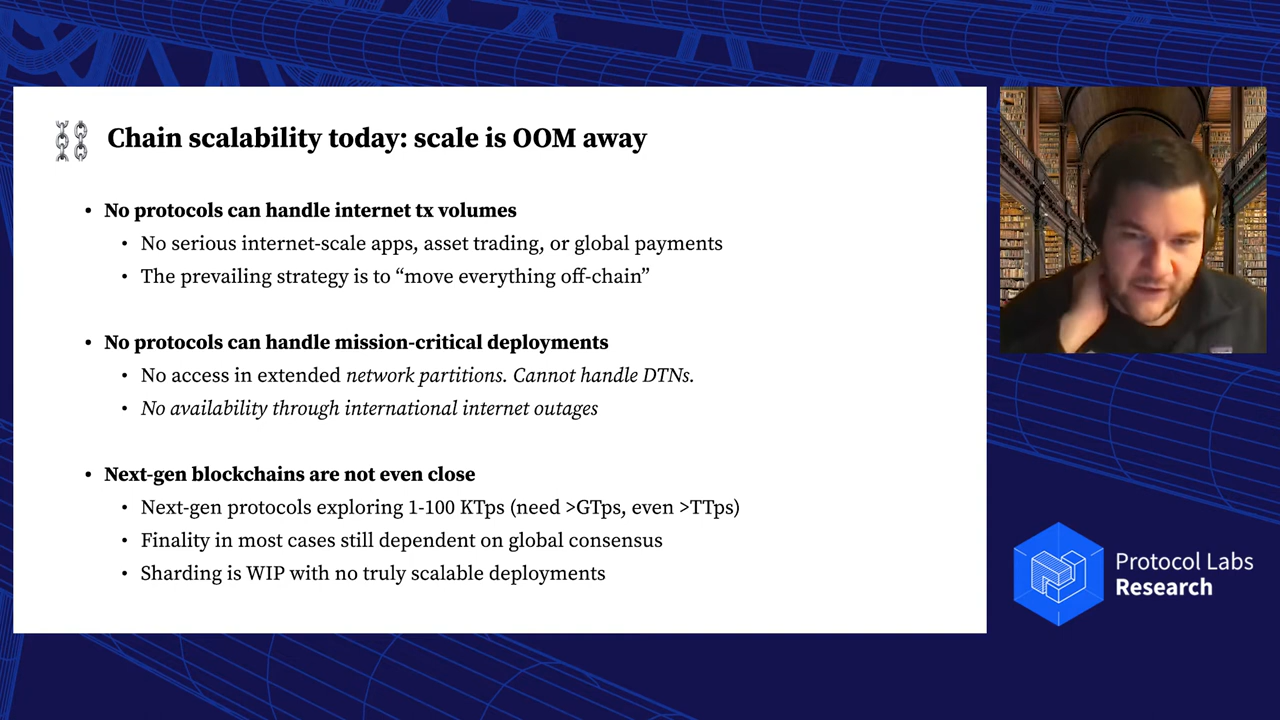 Chain scalability today: scale is OOM away
• No protocols can handle internet tx volumes
• No serious internet-scale apps, asset trading, or global payments
• The prevailing strategy is to “move everything off-chain”
• No protocols can handle mission-critical deployments
• No access in extended network partitions. Cannot handle DTNs.
• No availability through international internet outages
• Next-gen blockchains are not even close
• Next-gen protocols exploring 1-100 KTps (need >GTps, even >TTps)
• Finality in most cases still dependent on global consensus
• Sharding is WIP with no truly scalable deployments
Protocol Labs
Research